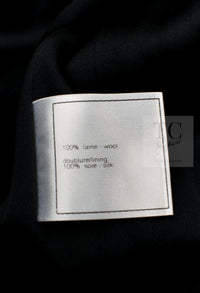 100% laine - wool
doublure/lining
100% soie - silk